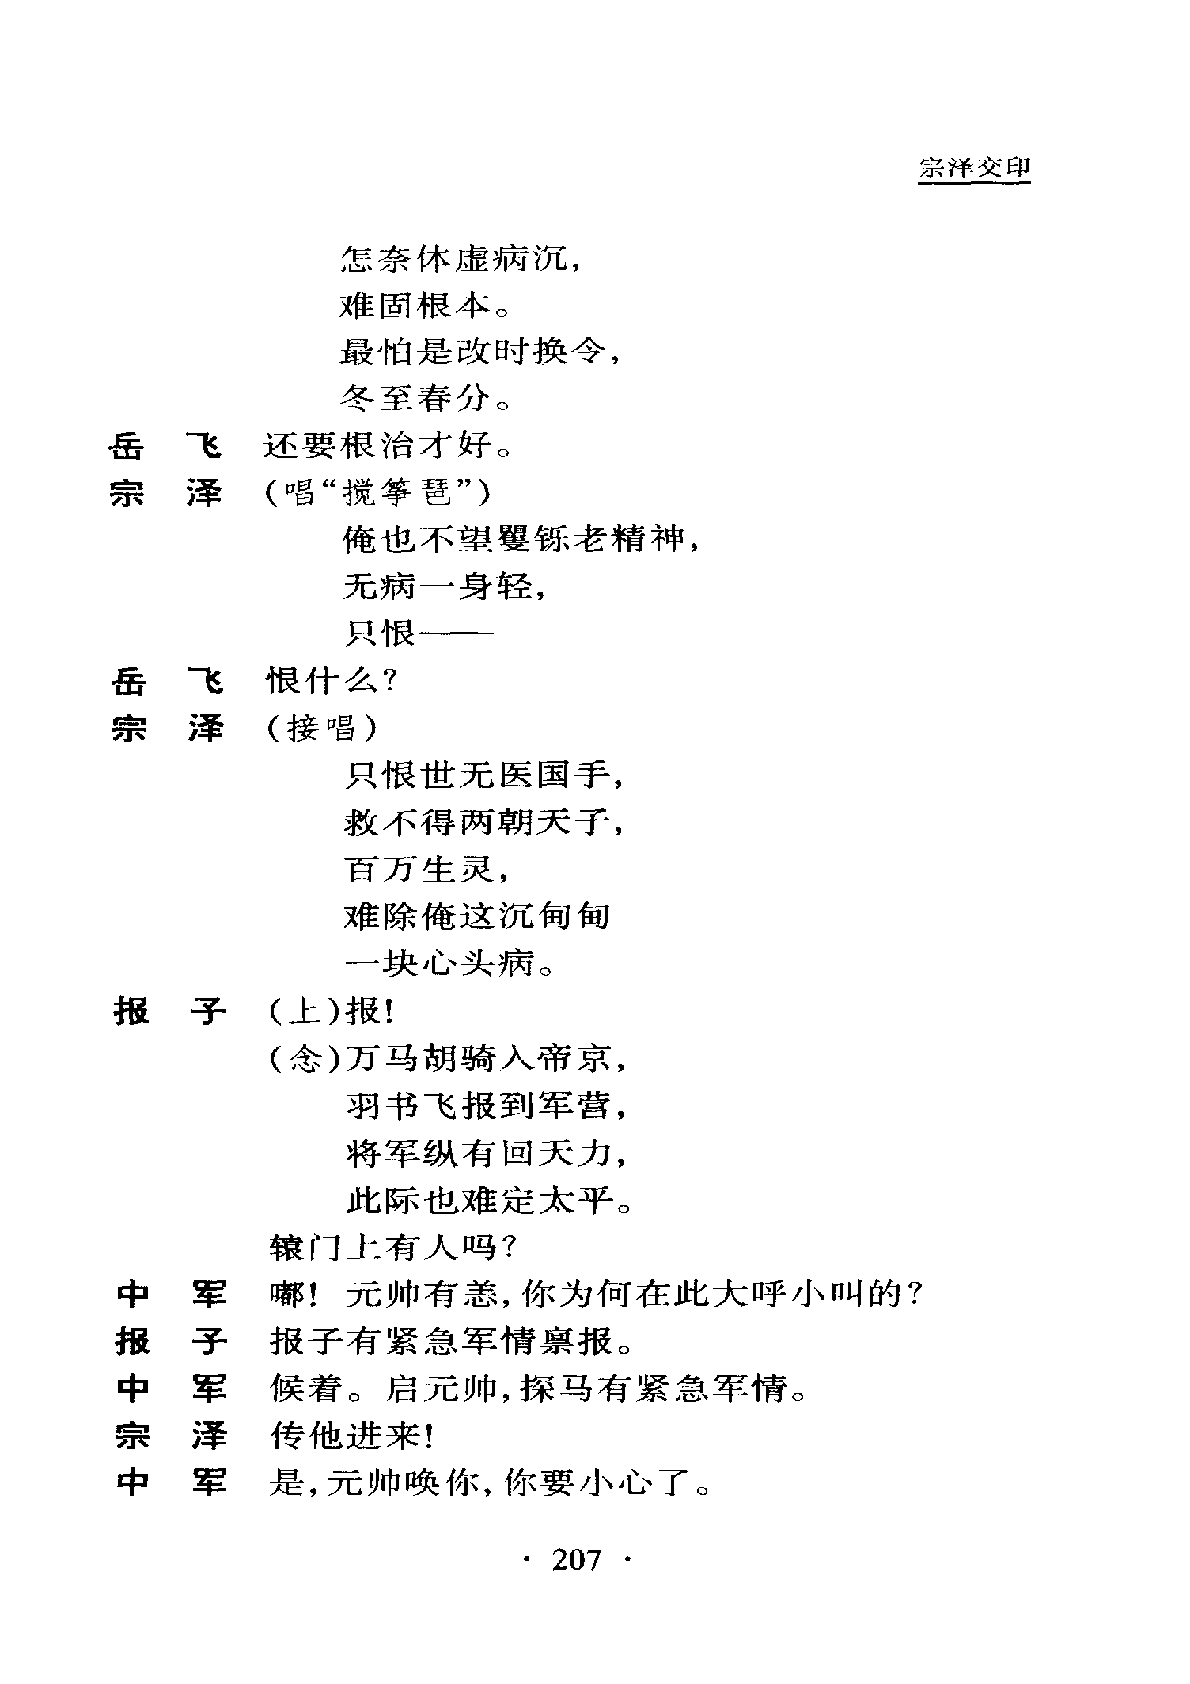 宗泽交印
怎奈体虚病沉，
难固根本。
最怕是改时换令，
冬至春分。
岳　飞　还要根治才好。
宗　泽　（唱“搅筝琶”）
俺也不望矍铄老精神，
无病一身轻，
只恨——
岳　飞　恨什么？
宗　泽　（接唱）
只恨世无医国手，
救不得两朝天子，
百万生灵，
难除俺这沉甸甸
一块心头病。
报　子　（上）报！
（念）万马胡骑入帝京，
羽书飞报到军营，
将军纵有回天力，
此际也难定太平。
辕门上有人吗？
中　军　嘟！元帅有恙，你为何在此大呼小叫的？
报　子　报子有紧急军情禀报。
中　军　候着。启元帅，探马有紧急军情。
宗　泽　传他进来！
中　军　是，元帅唤你，你要小心了。
· 207 ·